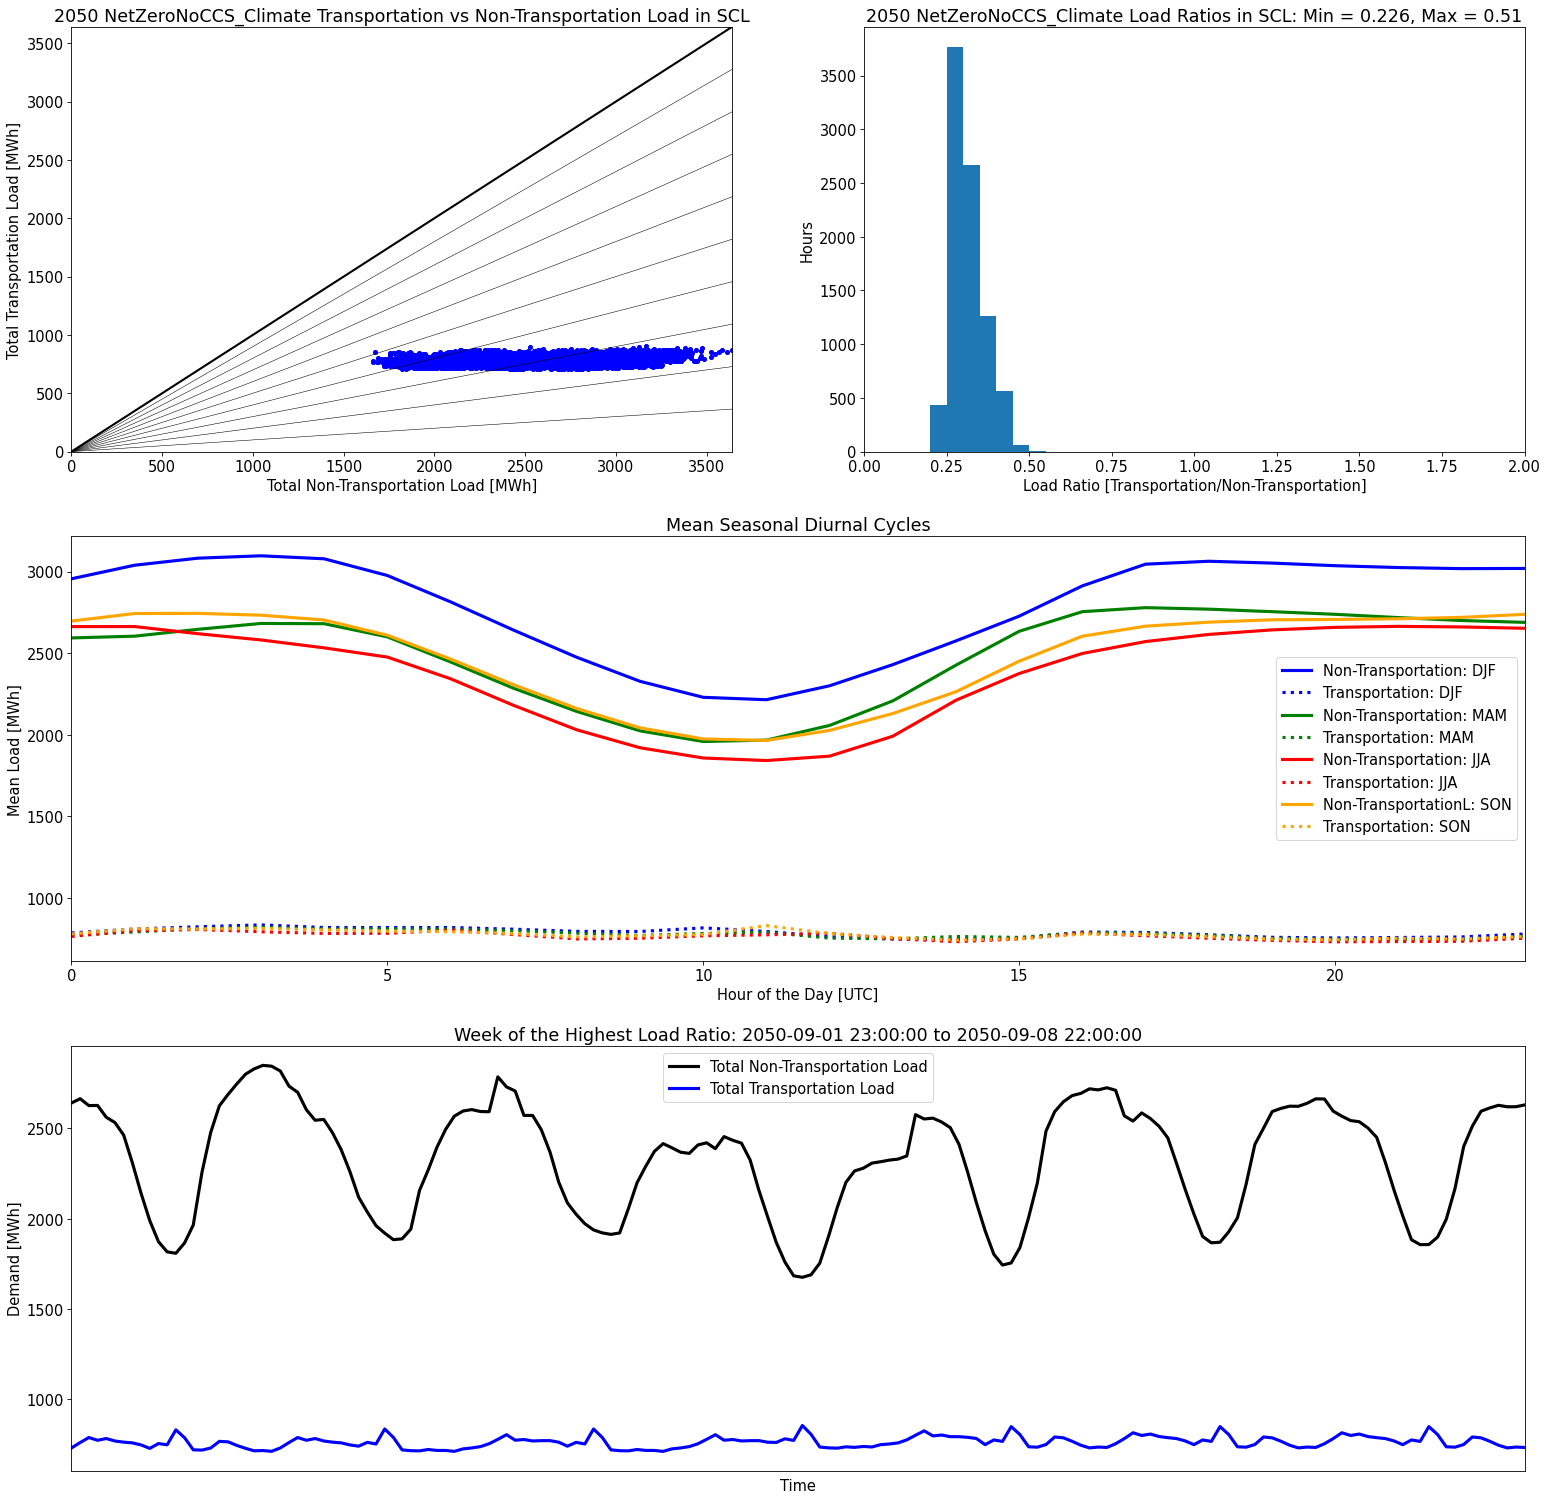 2050 NetZeroNoCCS_Climate Transportation vs Non-Transportation Load in SCL
Total Transportation Load [MWh]
3500
3000
2500
2000
1500
1000
500
0
0 500 1000 1500 2000 2500 3000 3500
Total Non-Transportation Load [MWh]
2050 NetZeroNoCCS_Climate Load Ratios in SCL: Min = 0.226, Max = 0.51
Hours
3500
3000
2500
2000
1500
1000
500
0
0.00 0.25 0.50 0.75 1.00 1.25 1.50 1.75 2.00
Load Ratio [Transportation/Non-Transportation]
Mean Seasonal Diurnal Cycles
Mean Load [MWh]
3000
2500
2000
1500
1000
Non-Transportation: DJF
Transportation: DJF
Non-Transportation: MAM
Transportation: MAM
Non-Transportation: JJA
Transportation: JJA
Non-TransportationL: SON
Transportation: SON
0 5 10 15 20
Hour of the Day [UTC]
Week of the Highest Load Ratio: 2050-09-01 23:00:00 to 2050-09-08 22:00:00
Total Non-Transportation Load
Total Transportation Load
Demand [MWh]
2500
2000
1500
1000
Time